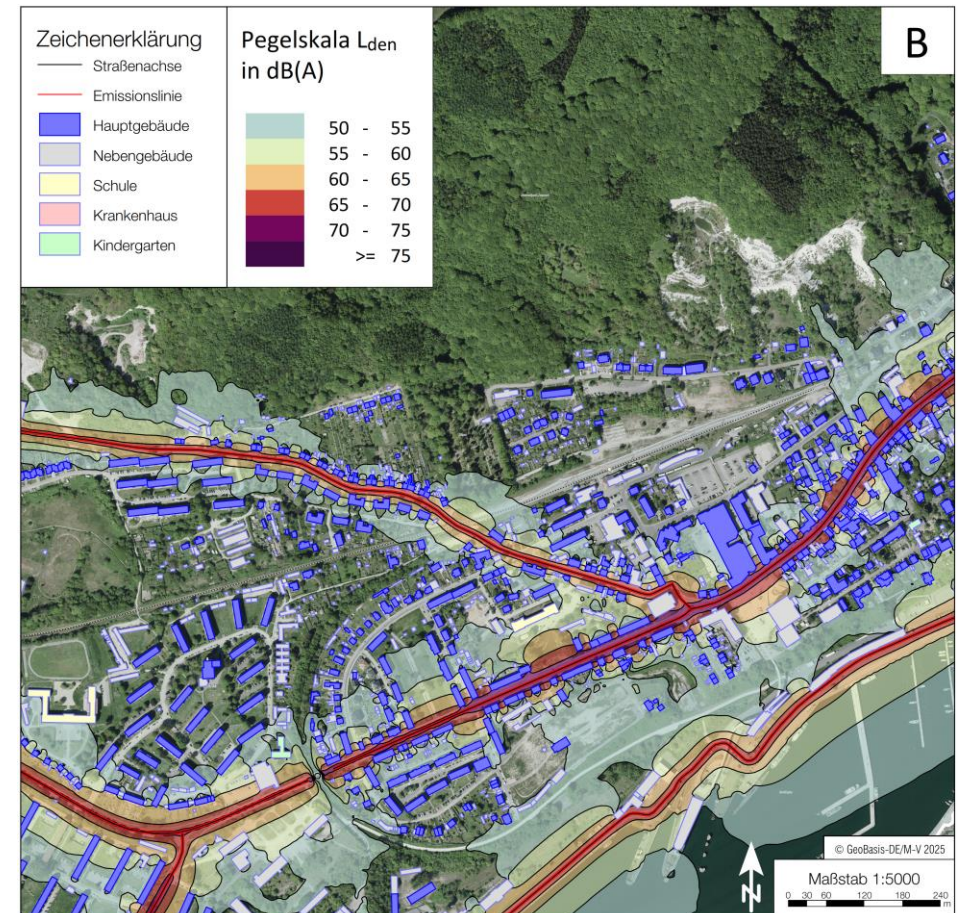 Zeichenerklärung
Straßenachse
Emissionslinie
Hauptgebäude
Nebengebäude
Schule
Krankenhaus
Kindergarten
Pegelskala Lden
in dB(A)
50 - 55
55 - 60
60 - 65
65 - 70
70 - 75
>= 75
B
© GeoBasis-DE/M-V 2025
Maßstab 1:5000
0 30 60 120 180 240
m
N